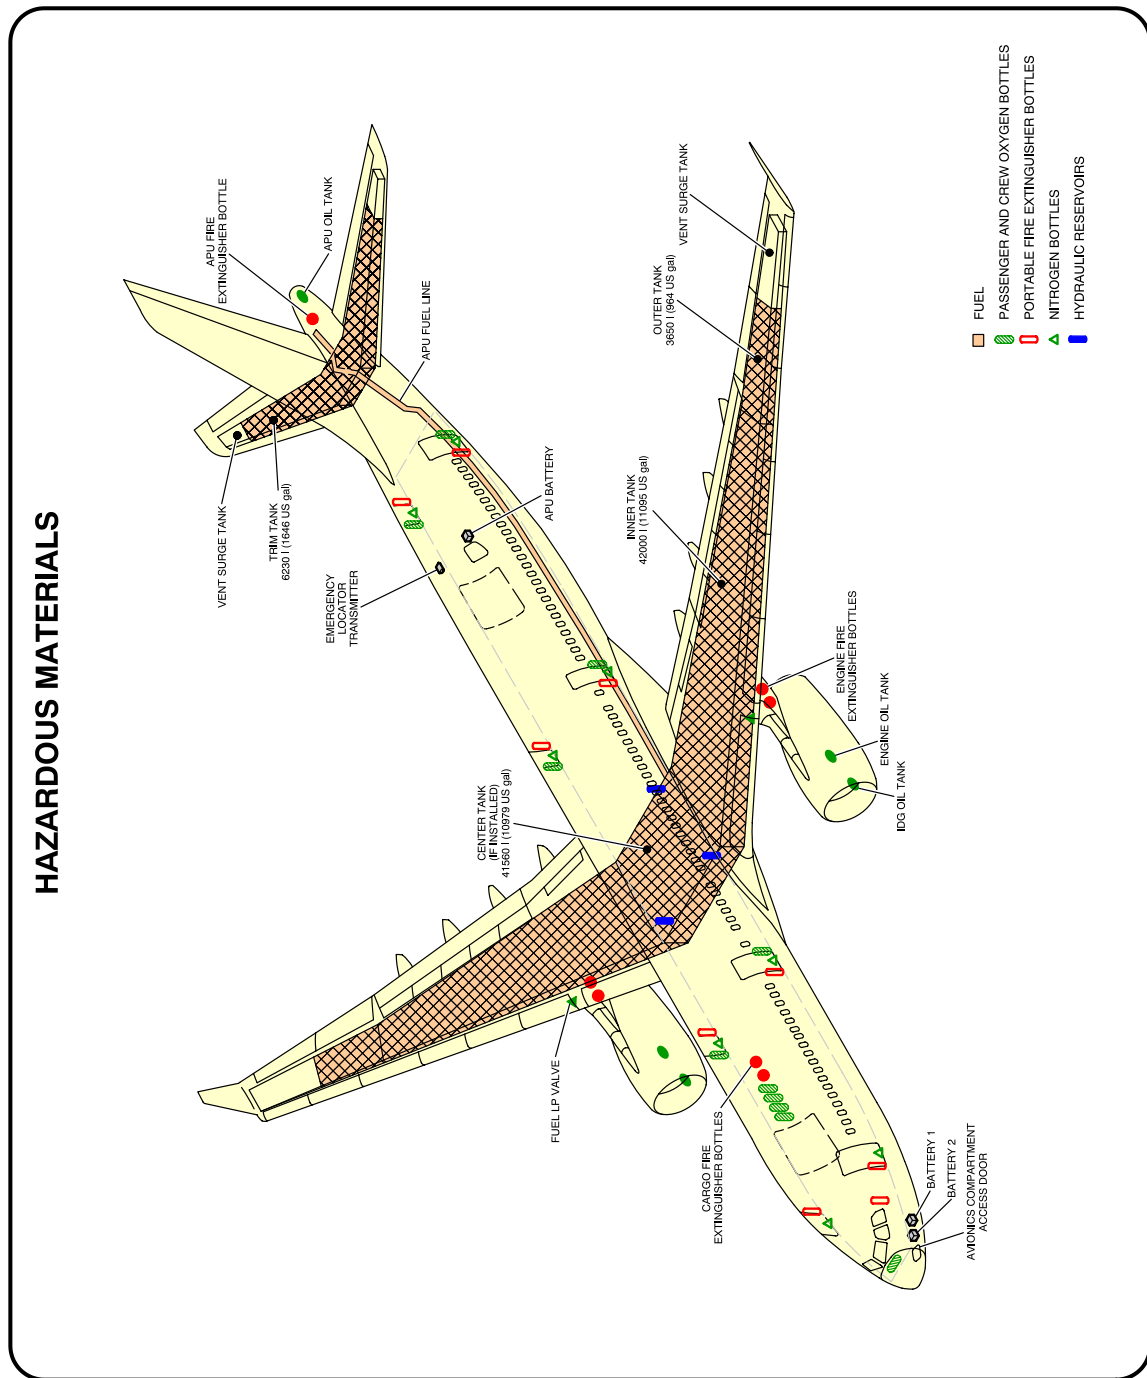 HAZARDOUS MATERIALS
VENT SURGE TANK
TRIM TANK
6230 l (1646 US gal)
APU FIRE
EXTINGUISHER BOTTLE
APU OIL TANK
APU FUEL LINE
EMERGENCY
LOCATOR
TRANSMITTER
APU BATTERY
CENTER TANK
(IF INSTALLED)
41560 l (10979 US gal)
INNER TANK
42000 l (11095 US gal)
OUTER TANK
3650 l (964 US gal)
VENT SURGE TANK
FUEL LP VALVE
ENGINE FIRE
EXTINGUISHER BOTTLES
ENGINE OIL TANK
IDG OIL TANK
CARGO FIRE
EXTINGUISHER BOTTLES
BATTERY 1
BATTERY 2
AVIONICS COMPARTMENT
ACCESS DOOR
FUEL
PASSENGER AND CREW OXYGEN BOTTLES
PORTABLE FIRE EXTINGUISHER BOTTLES
NITROGEN BOTTLES
HYDRAULIC RESERVOIRS